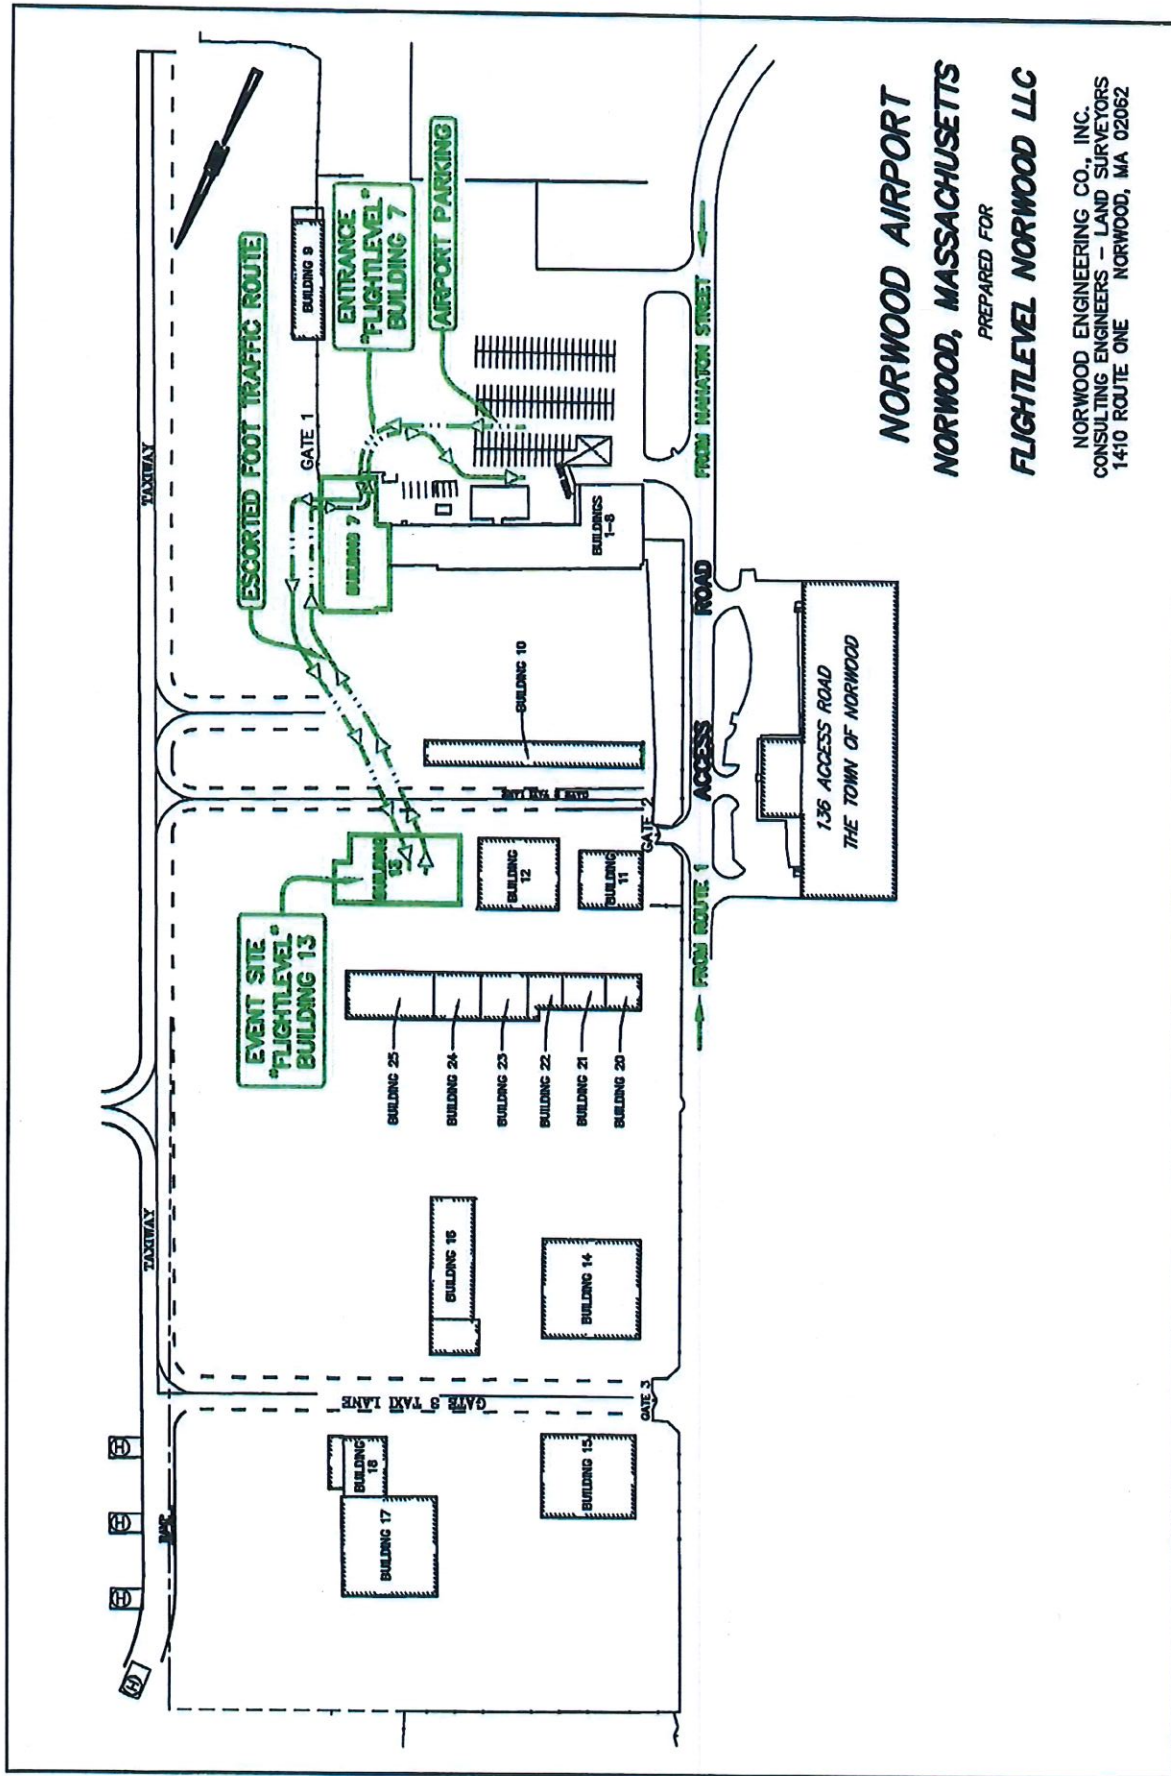 TAXIWAY
TAXIWAY
H
H
H
H
ESCORTED FOOT TRAFFIC ROUTE
EVENT SITE
"FLIGHTLEVEL"
BUILDING 13
BUILDING 9
GATE 1
ENTRANCE
"FLIGHTLEVEL"
BUILDING 7
AIRPORT PARKING
BUILDING 7
BUILDING
13
BUILDING
18
BUILDING 17
GATE 3 TAXI LANE
BUILDING 25
BUILDING 24
BUILDING 23
BUILDING 22
BUILDING 21
BUILDING 20
BUILDING 16
BUILDING 14
BUILDING 15
GATE 3
BUILDING
12
BUILDING
11
BUILDING 10
BUILDINGS
1-8
GATE 2
FROM ROUTE 1
ACCESS ROAD
FROM NAHATON STREET
136 ACCESS ROAD
THE TOWN OF NORWOOD
NORWOOD AIRPORT
NORWOOD, MASSACHUSETTS
PREPARED FOR
FLIGHTLEVEL NORWOOD LLC
NORWOOD ENGINEERING CO., INC.
CONSULTING ENGINEERS - LAND SURVEYORS
1410 ROUTE ONE NORWOOD, MA 02062